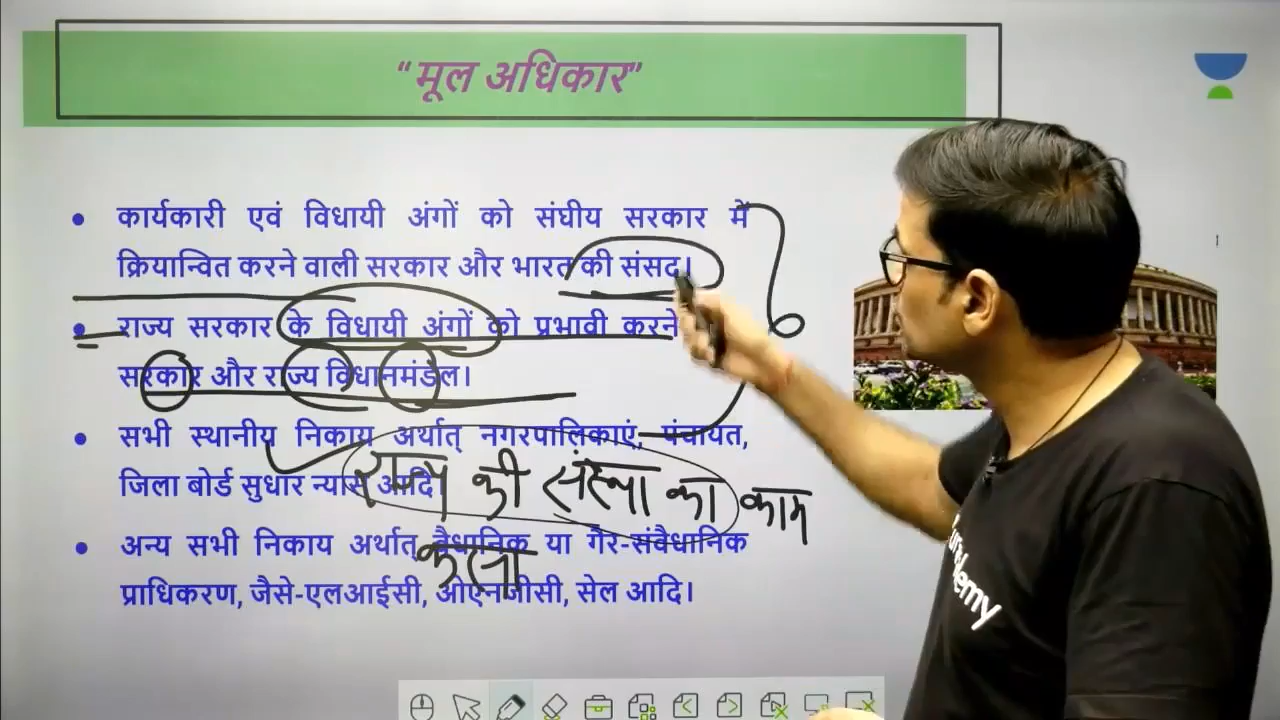 “मूल अधिकार”
• कार्यकारी एवं विधायी अंगों को संघीय सरकार में
क्रियान्वित करने वाली सरकार और भारत की संसद।
• राज्य सरकार के विधायी अंगों को प्रभावी करने
सरकार और राज्य विधानमंडल।
• सभी स्थानीय निकाय अर्थात् नगरपालिकाएं, पंचायत,
जिला बोर्ड सुधार न्यास आदि।
राज्य की संस्था का काम
करना
• अन्य सभी निकाय अर्थात् वैधानिक या गैर-संवैधानिक
प्राधिकरण, जैसे-एलआईसी, ओएनजीसी, सेल आदि।